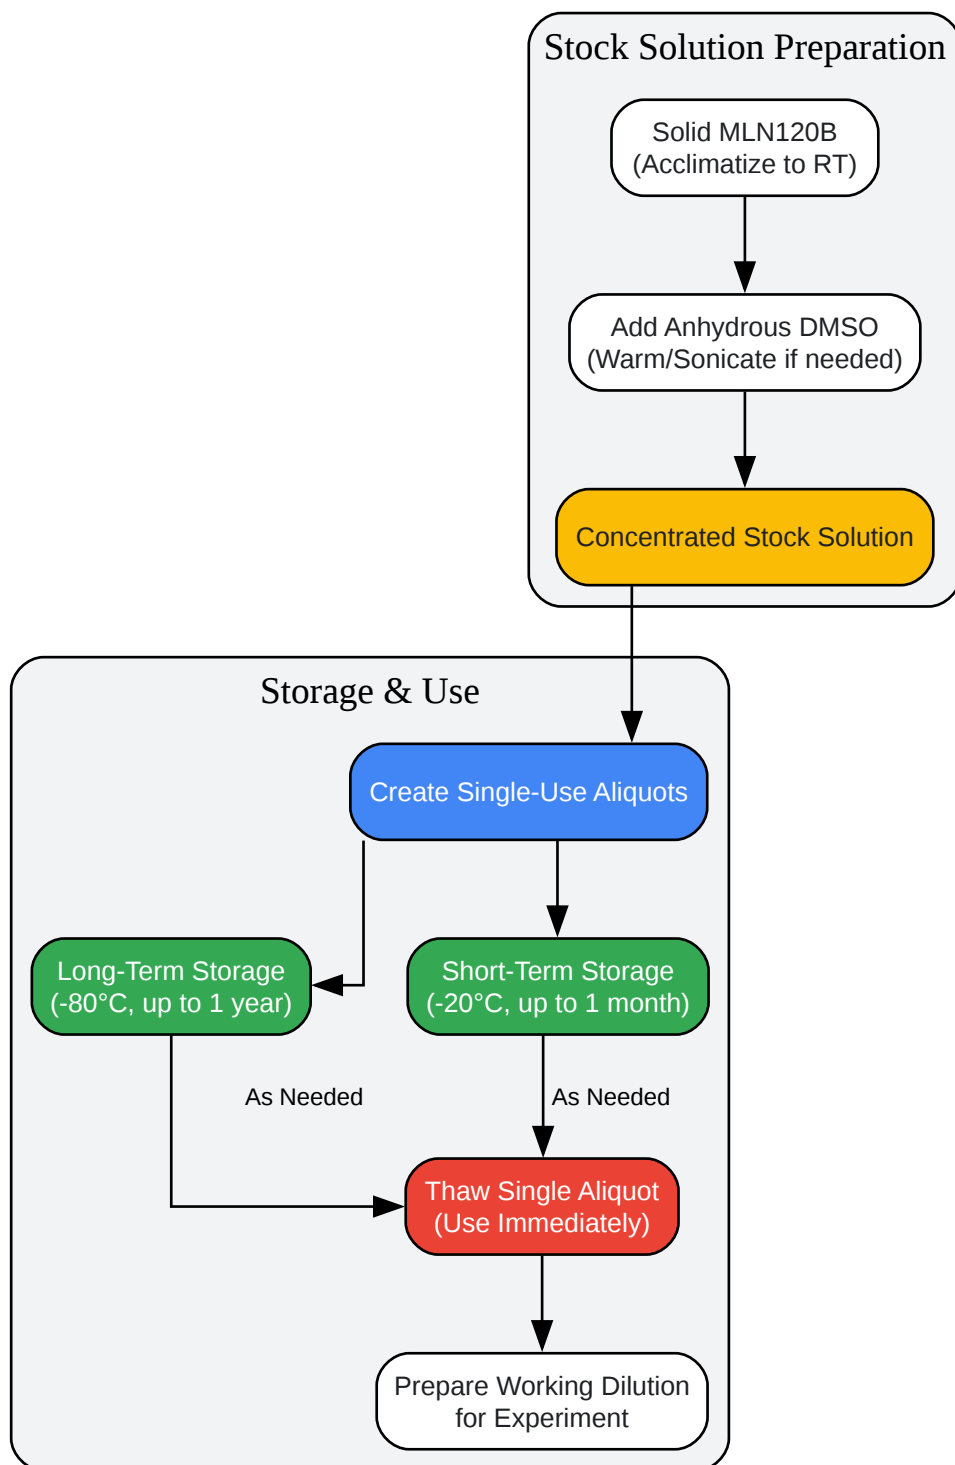 Stock Solution Preparation
Solid MLN120B
(Acclimatize to RT)
Add Anhydrous DMSO
(Warm/Sonicate if needed)
Concentrated Stock Solution
Storage & Use
Create Single-Use Aliquots
Long-Term Storage
(-80°C, up to 1 year)
Short-Term Storage
(-20°C, up to 1 month)
As Needed
As Needed
Thaw Single Aliquot
(Use Immediately)
Prepare Working Dilution
for Experiment